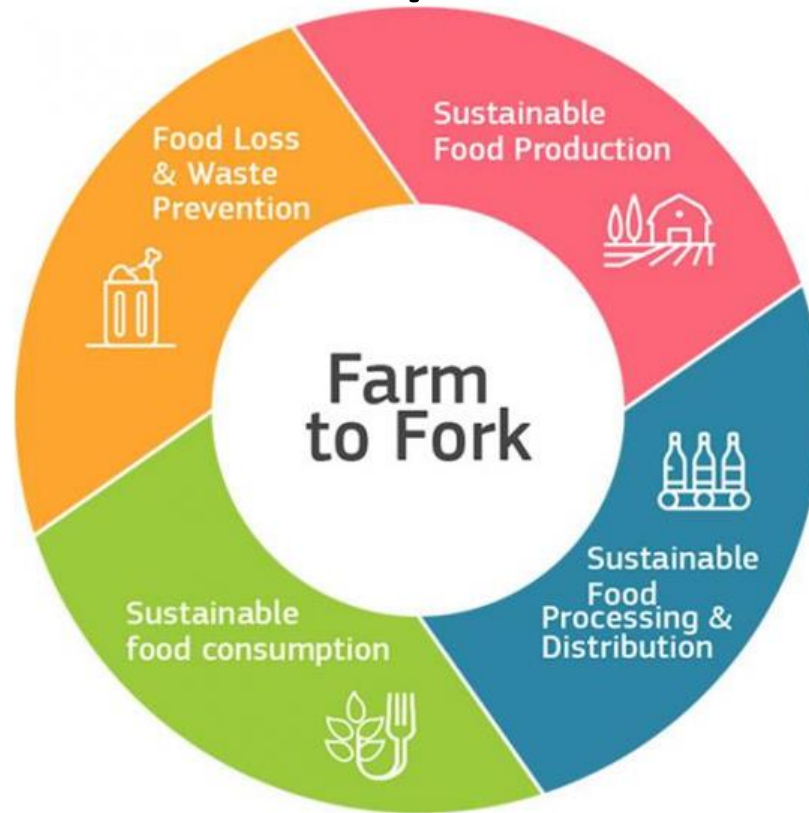 Farm
to Fork
Sustainable
Food Production
Sustainable
Food
Processing &
Distribution
Sustainable
food consumption
Food Loss
& Waste
Prevention